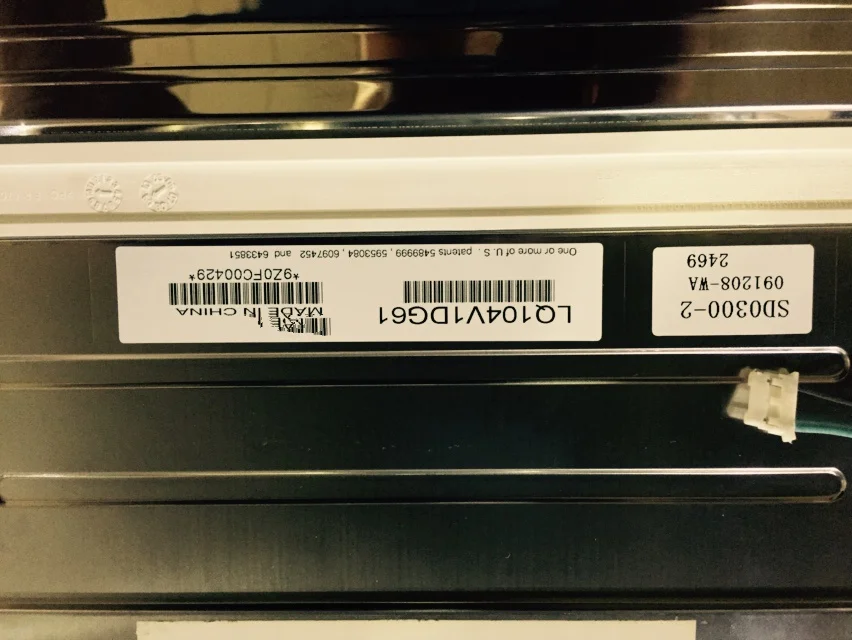 LQ104V1DG61
MADE IN CHINA
*9Z0FC00429*
One or more of U.S. patents 5489999, 5953084, 6097452 and 6433851
SD0300-2
091208-WA
2469